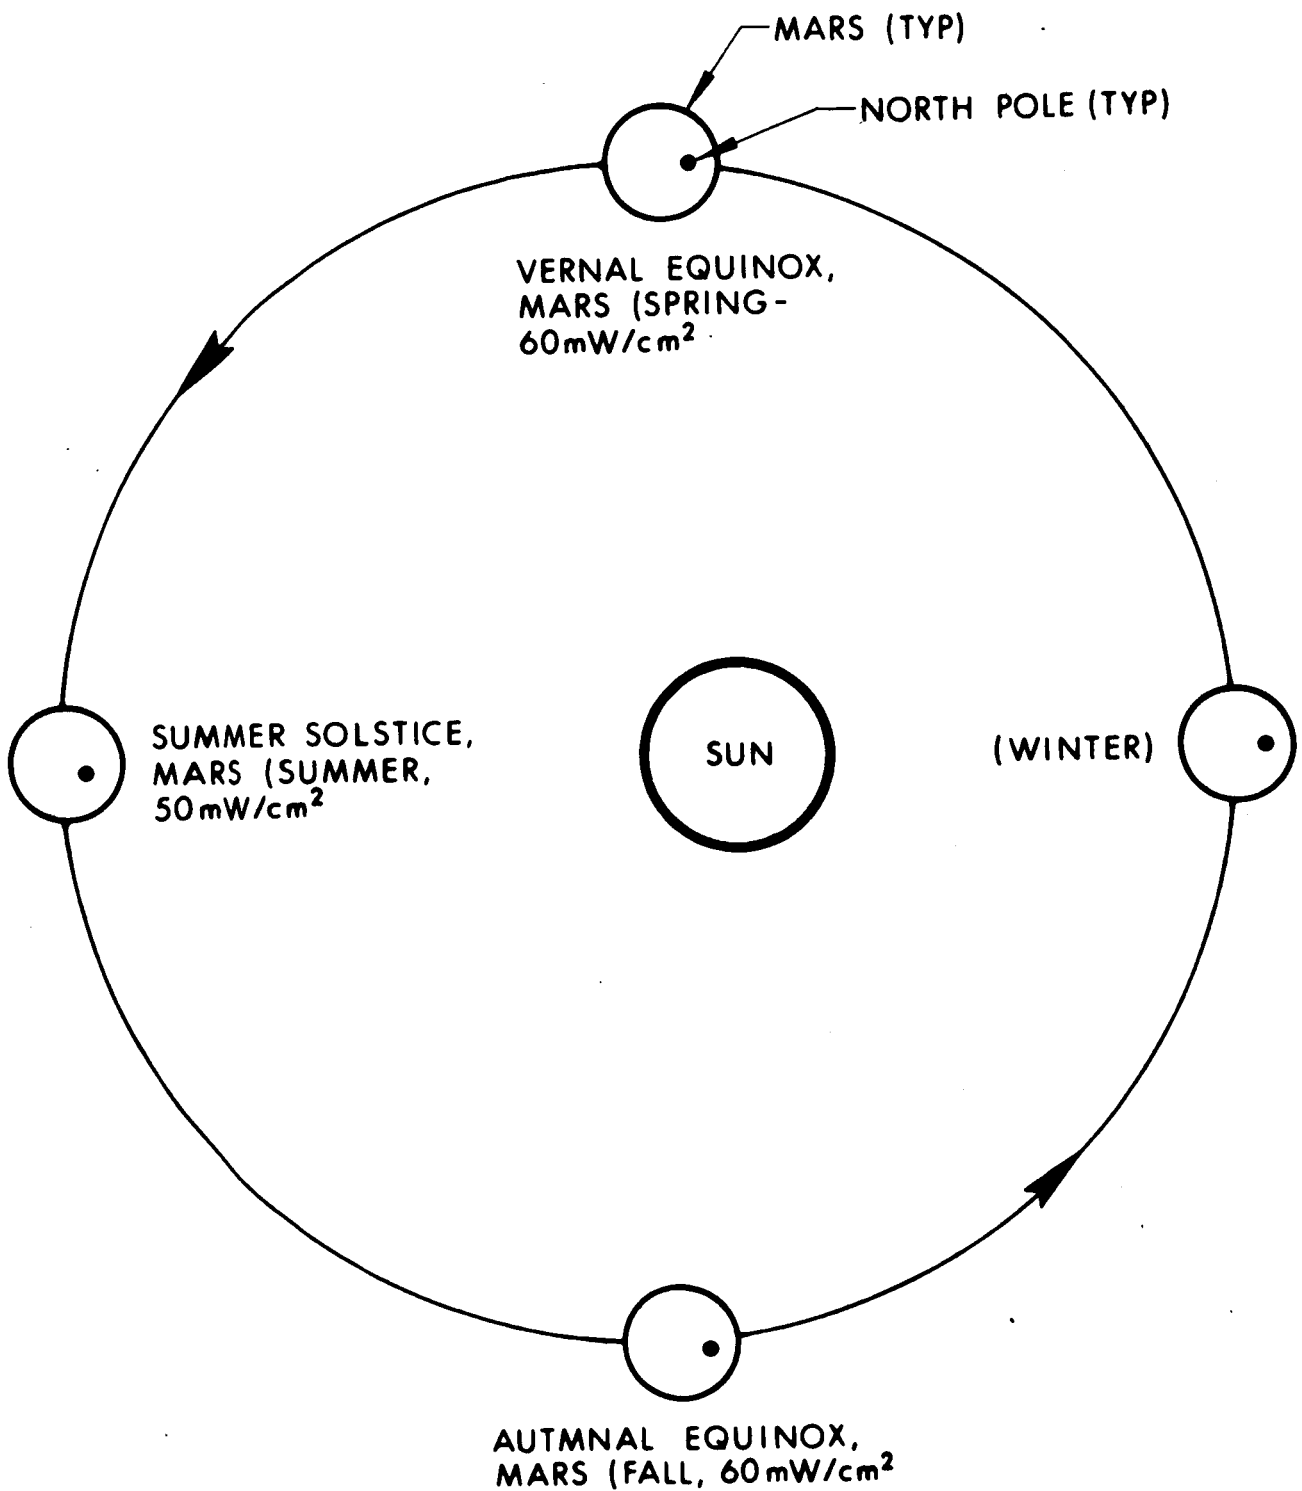 MARS (TYP)
NORTH POLE (TYP)
VERNAL EQUINOX,
MARS (SPRING-
60mW/cm²
SUMMER SOLSTICE,
MARS (SUMMER,
50mW/cm²
SUN
(WINTER)
AUTMNAL EQUINOX,
MARS (FALL, 60mW/cm²